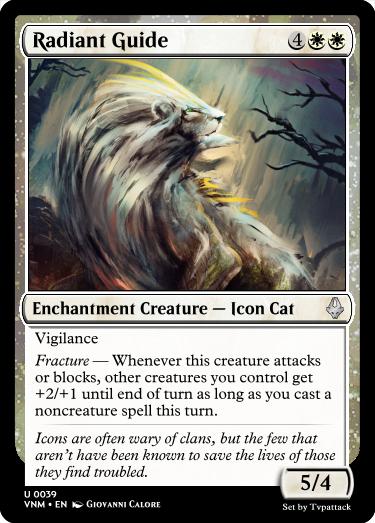 Radiant Guide 4
Enchantment Creature — Icon Cat
Vigilance
Fracture — Whenever this creature attacks
or blocks, other creatures you control get
+2/+1 until end of turn as long as you cast a
noncreature spell this turn.
Icons are often wary of clans, but the few that
aren't have been known to save the lives of those
they find troubled.
5/4
U 0039
VNM • EN Giovanni Calore
Set by Tvpattack